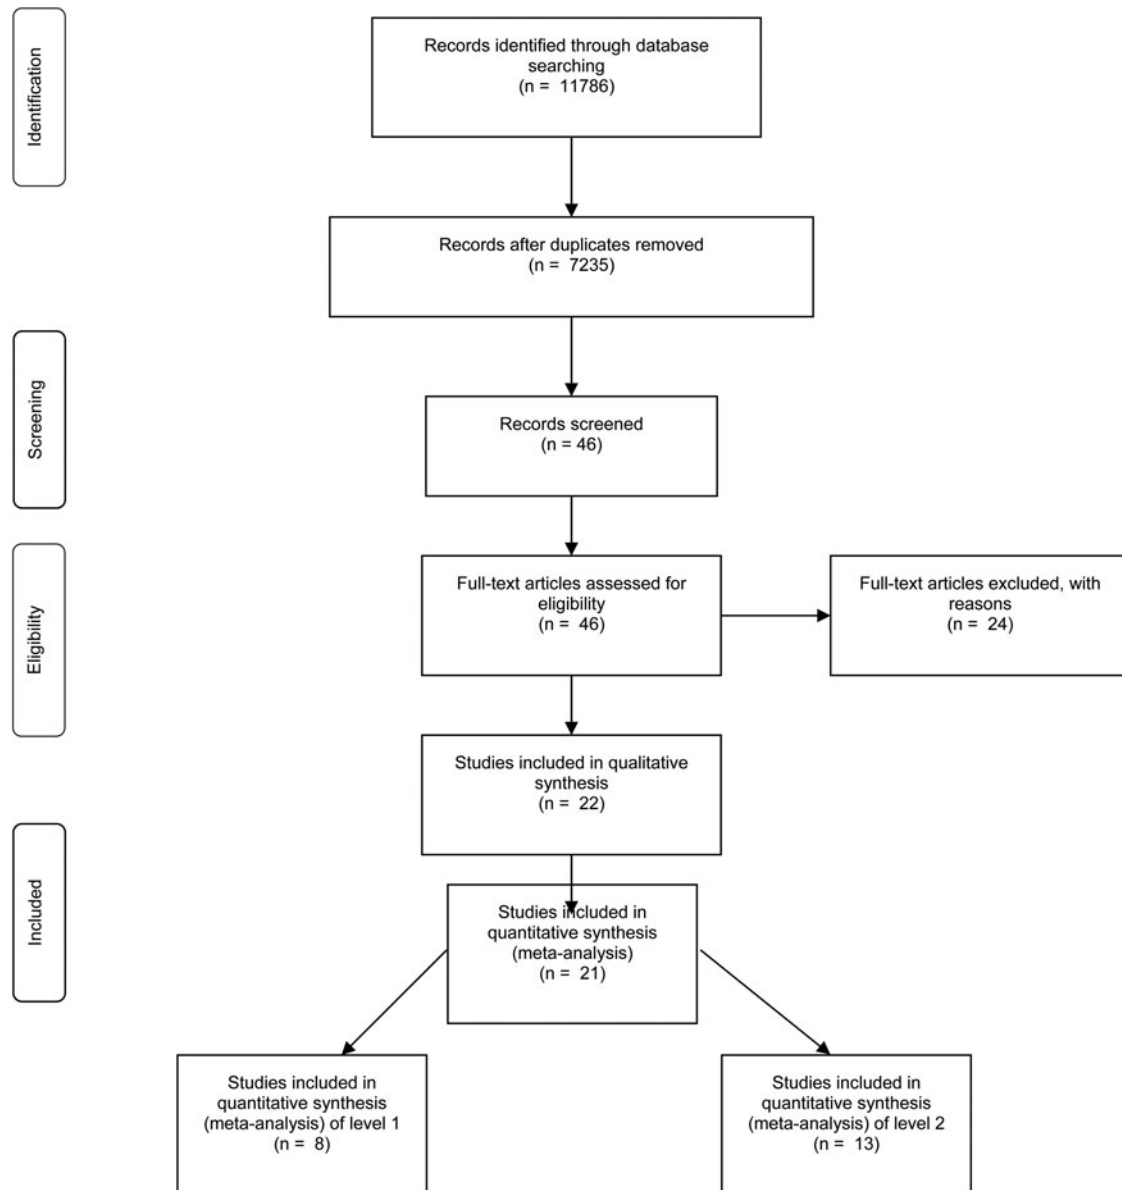 Identification
Records identified through database
searching
(n = 11786)
Records after duplicates removed
(n = 7235)
Screening
Records screened
(n = 46)
Eligibility
Full-text articles assessed for
eligibility
(n = 46)
Full-text articles excluded, with
reasons
(n = 24)
Studies included in qualitative
synthesis
(n = 22)
Included
Studies included in
quantitative synthesis
(meta-analysis)
(n = 21)
Studies included in
quantitative synthesis
(meta-analysis) of level 1
(n = 8)
Studies included in
quantitative synthesis
(meta-analysis) of level 2
(n = 13)